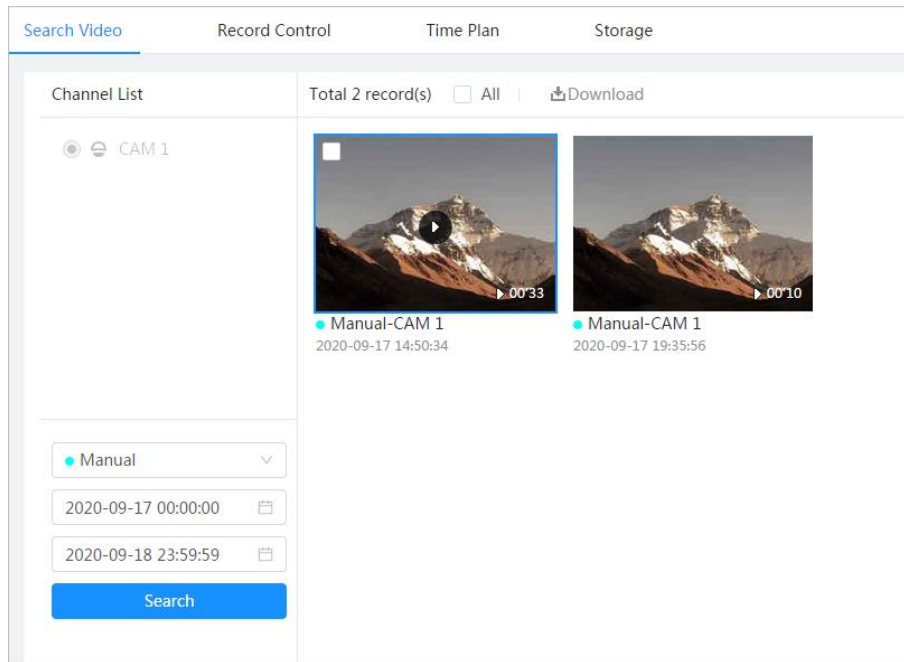 Search Video Record Control Time Plan Storage
Channel List
Total 2 record(s) All Download
CAM 1
00'33
00'10
Manual-CAM 1
2020-09-17 14:50:34
Manual-CAM 1
2020-09-17 19:35:56
Manual
2020-09-17 00:00:00
2020-09-18 23:59:59
Search